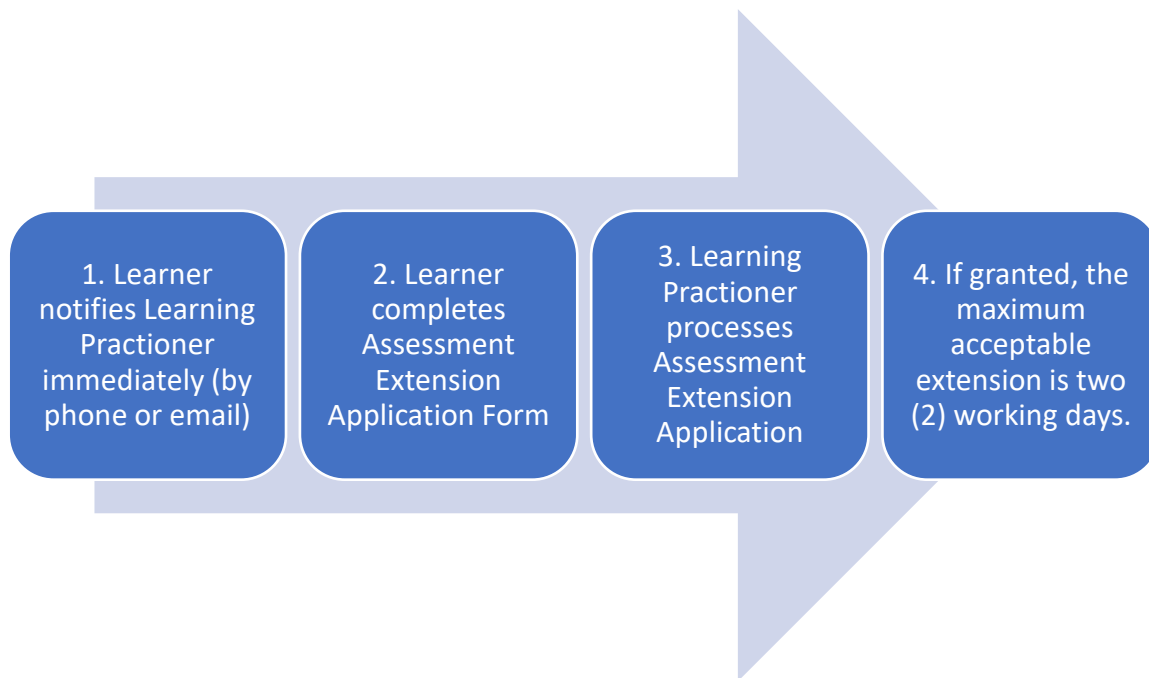 1. Learner
notifies Learning
Practioner
immediately (by
phone or email)
2. Learner
completes
Assessment
Extension
Application Form
3. Learning
Practioner
processes
Assessment
Extension
Application
4. If granted, the
maximum
acceptable
extension is two
(2) working days.